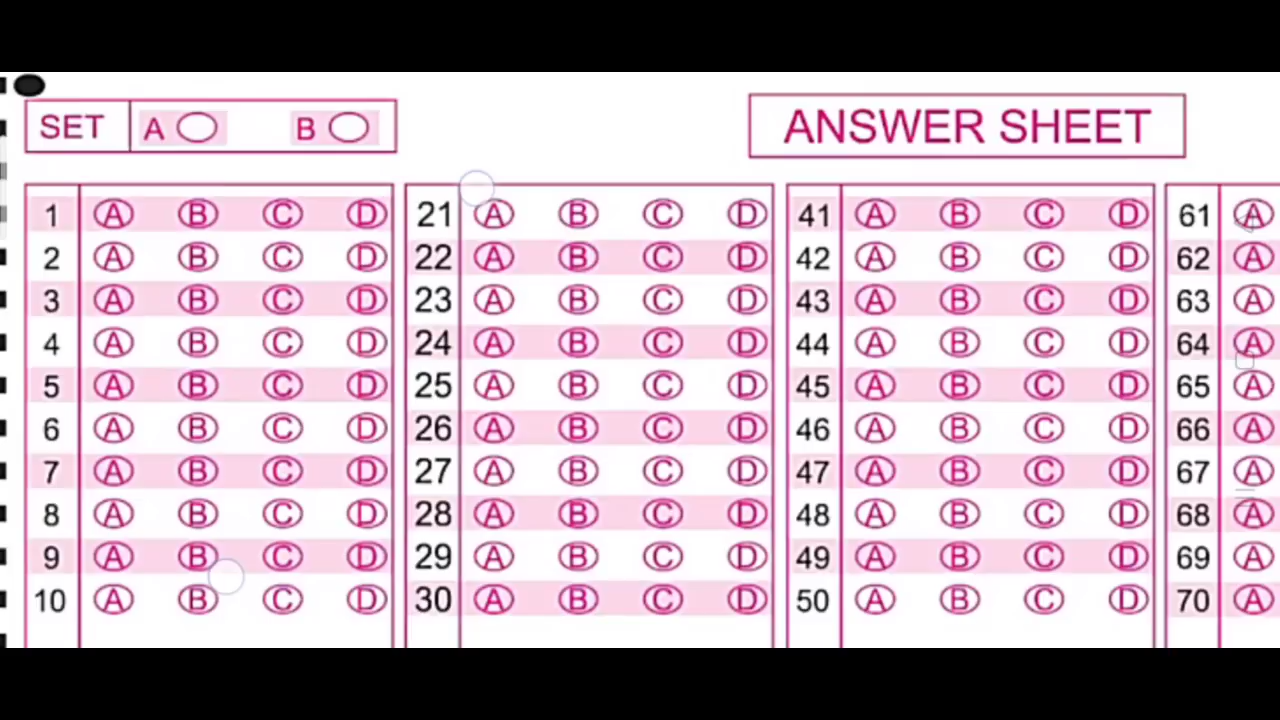 SET A B
ANSWER SHEET
1 A B C D 21 A B C D 41 A B C D 61 A
2 A B C D 22 A B C D 42 A B C D 62 A
3 A B C D 23 A B C D 43 A B C D 63 A
4 A B C D 24 A B C D 44 A B C D 64 A
5 A B C D 25 A B C D 45 A B C D 65 A
6 A B C D 26 A B C D 46 A B C D 66 A
7 A B C D 27 A B C D 47 A B C D 67 A
8 A B C D 28 A B C D 48 A B C D 68 A
9 A B C D 29 A B C D 49 A B C D 69 A
10 A B C D 30 A B C D 50 A B C D 70 A